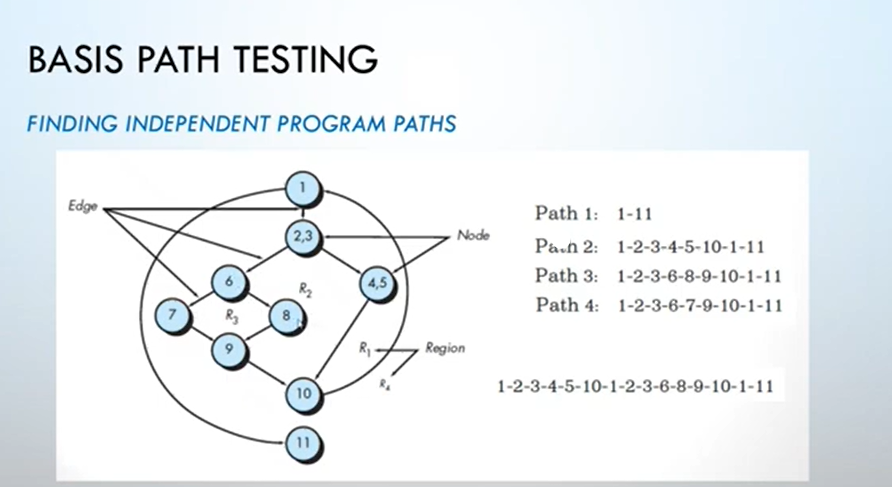 BASIS PATH TESTING
FINDING INDEPENDENT PROGRAM PATHS
Edge
Node
Region
1
2,3
6
4,5
7
8
9
10
11
R2
R3
R1
R4
Path 1: 1-11
Path 2: 1-2-3-4-5-10-1-11
Path 3: 1-2-3-6-8-9-10-1-11
Path 4: 1-2-3-6-7-9-10-1-11
1-2-3-4-5-10-1-2-3-6-8-9-10-1-11